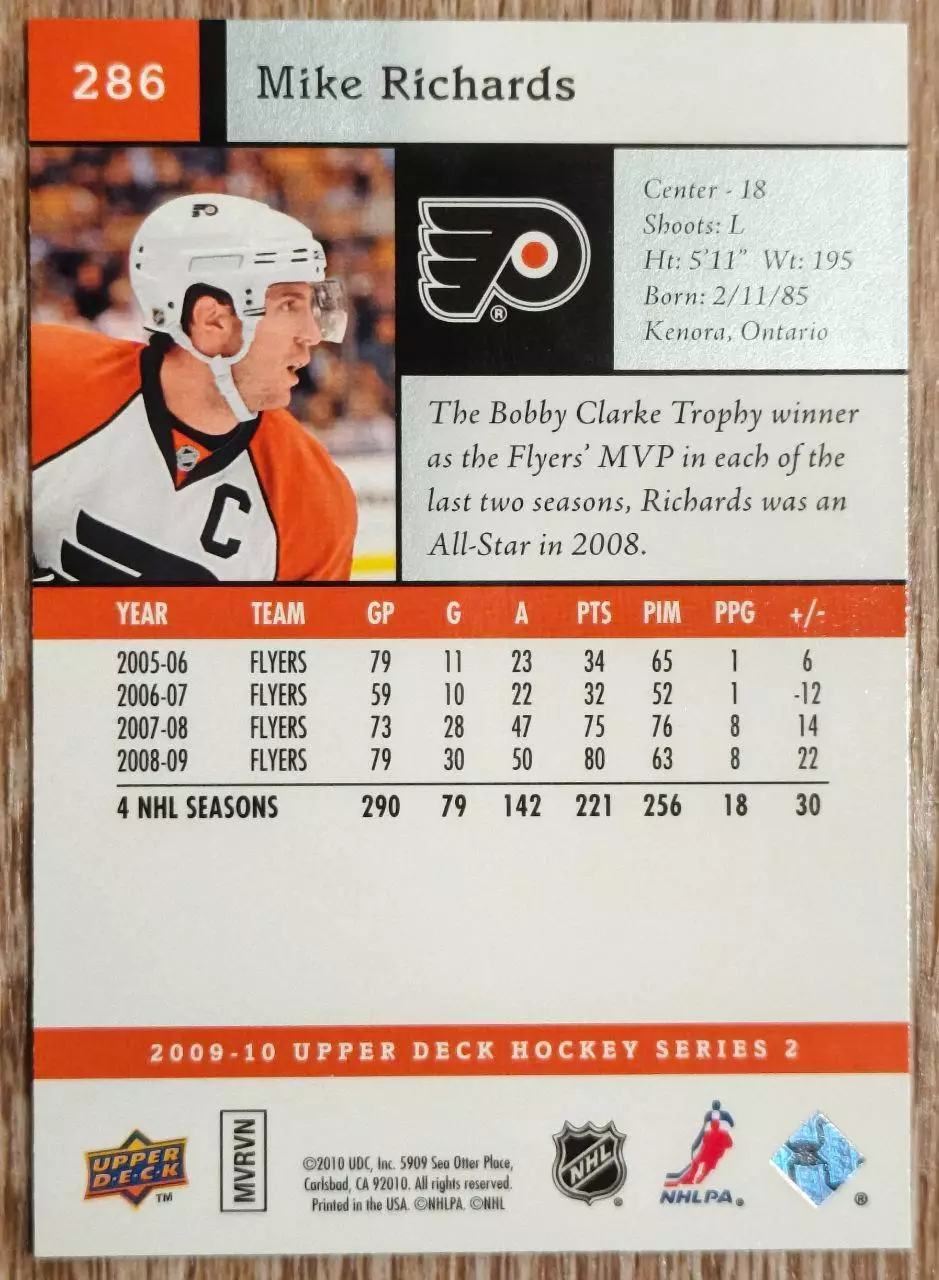 286
Mike Richards
Center - 18
Shoots: L
Ht: 5'11" Wt: 195
Born: 2/11/85
Kenora, Ontario
®
The Bobby Clarke Trophy winner
as the Flyers' MVP in each of the
last two seasons, Richards was an
All-Star in 2008.
C
YEAR TEAM GP G A PTS PIM PPG +/-
2005-06 FLYERS 79 11 23 34 65 1 6
2006-07 FLYERS 59 10 22 32 52 1 -12
2007-08 FLYERS 73 28 47 75 76 8 14
2008-09 FLYERS 79 30 50 80 63 8 22
4 NHL SEASONS 290 79 142 221 256 18 30
2009-10 UPPER DECK HOCKEY SERIES 2
UPPER
DECK
TM
MVRVN
©2010 UDC, Inc. 5909 Sea Otter Place,
Carlsbad, CA 92010. All rights reserved.
Printed in the USA. ©NHLPA, ©NHL
NHL
®
NHLPA®
®